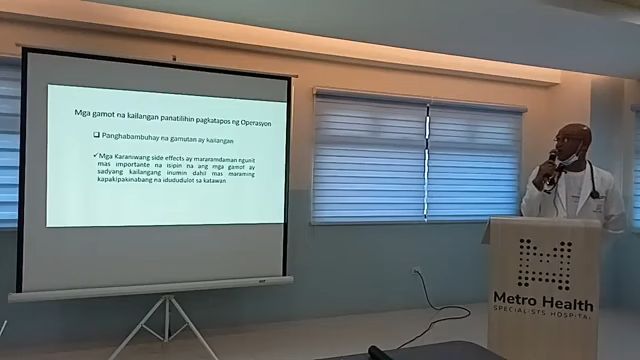 Mga gamot na kailangan panatilihin pagkatapos ng Operasyon
Panghabambuhay na gamutan ay kailangan
Mga Karaniwang side effects ay mararamdaman ngunit
mas importante na isipin na ang mga gamot ay
sadyang kailangang inumin dahil mas maraming
kapakipakinabang na idududulot sa katawan
Metro Health
SPECIALISTS HOSPITAL